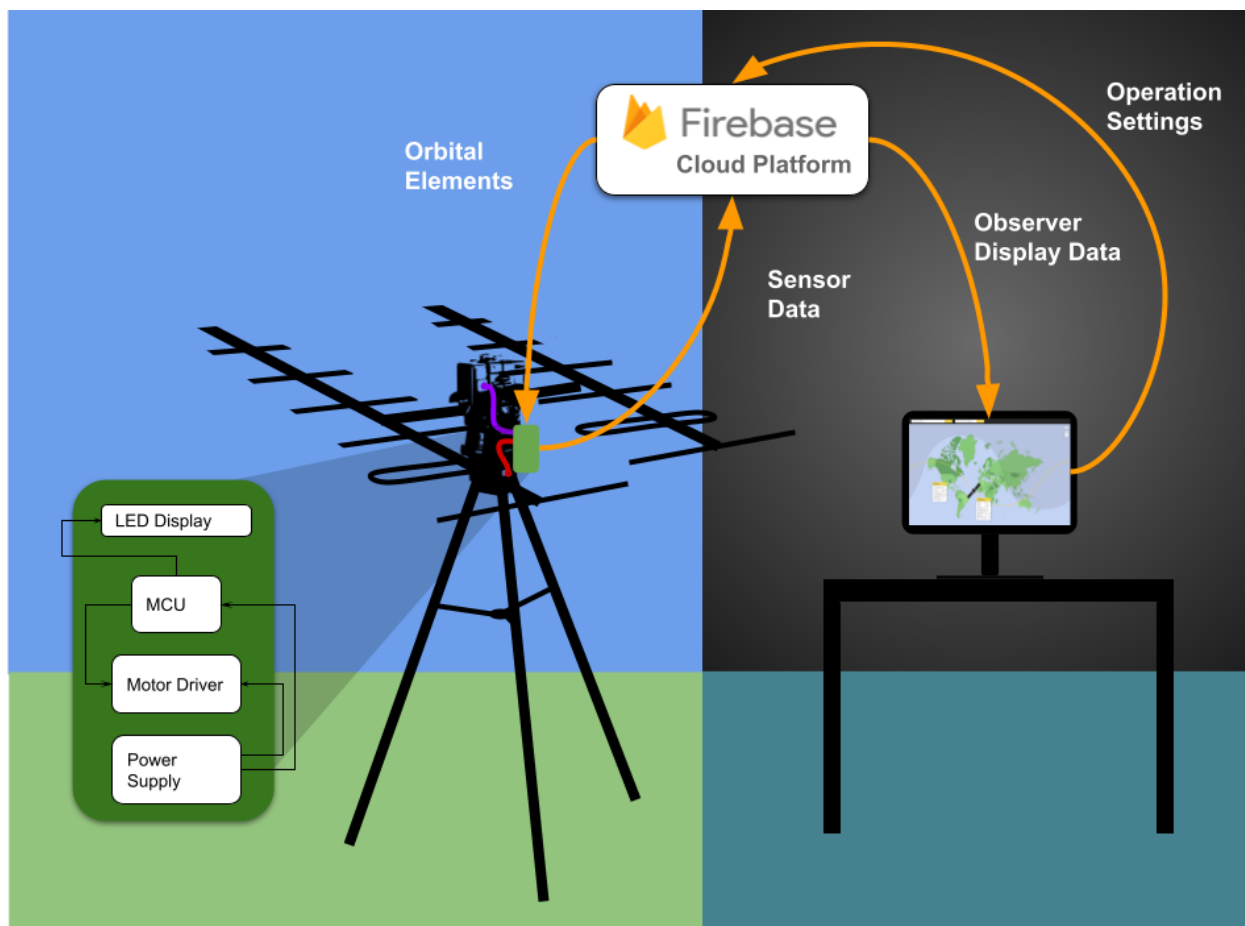 Firebase
Cloud Platform
Operation
Settings
Orbital
Elements
Observer
Display Data
Sensor
Data
LED Display
MCU
Motor Driver
Power
Supply